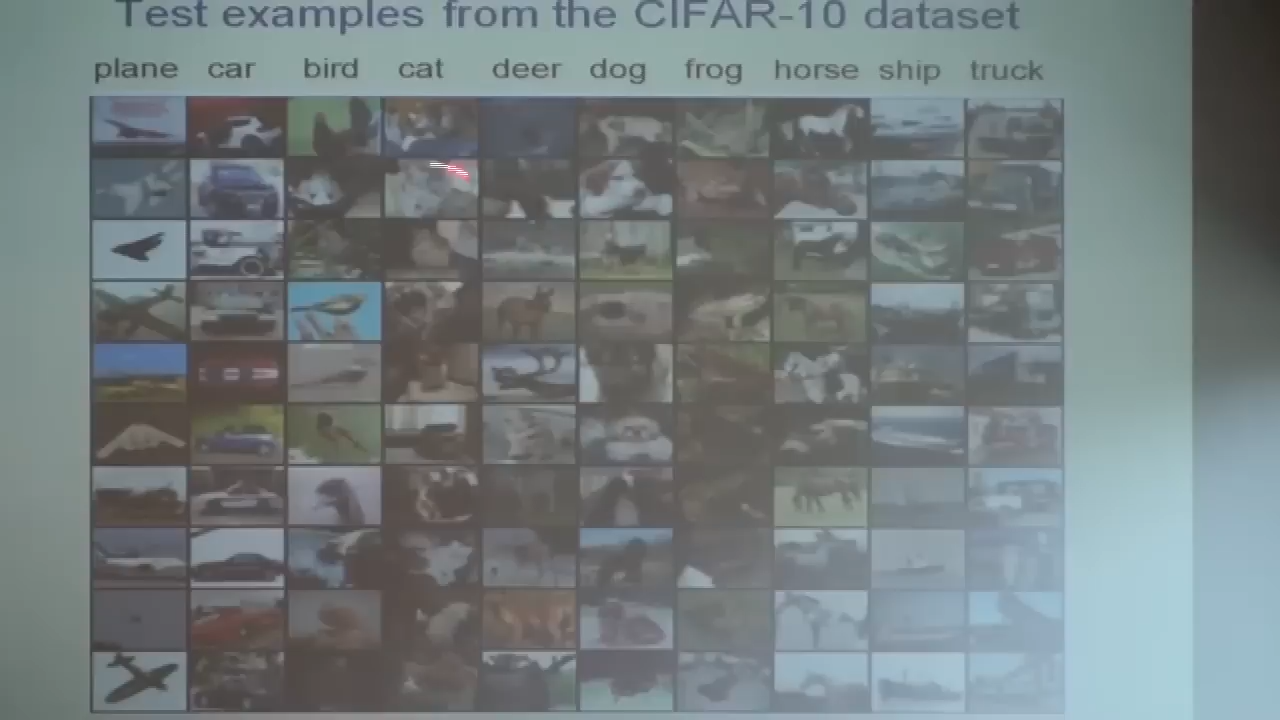 Test examples from the CIFAR-10 dataset
plane car bird cat deer dog frog horse ship truck